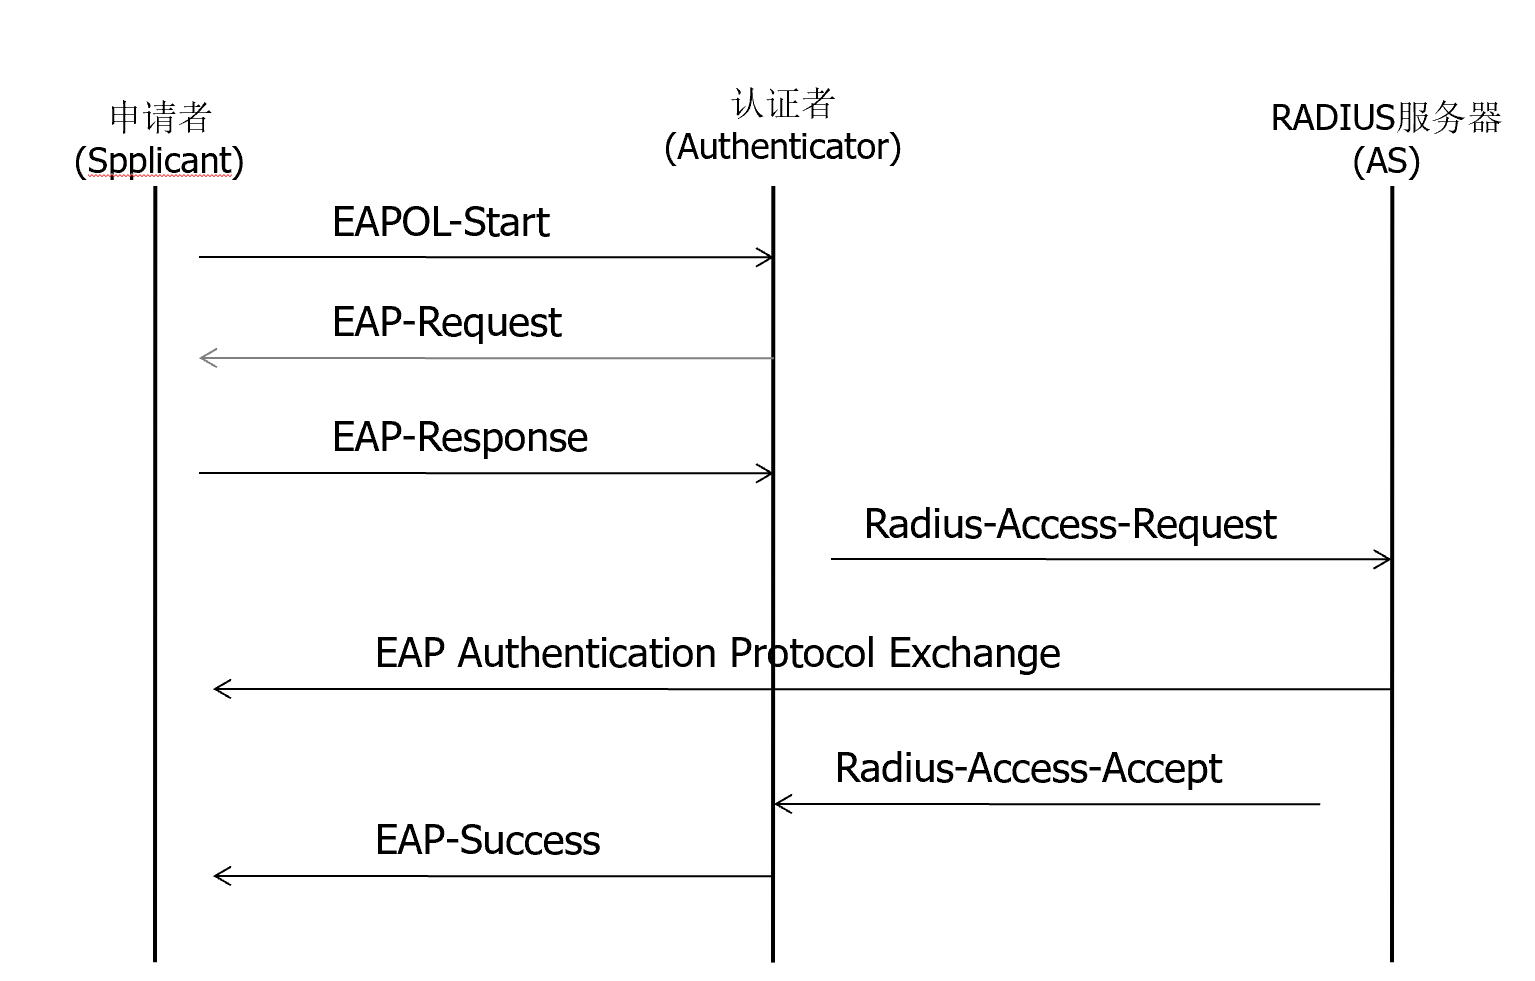 申请者
(Spplicant)
认证者
(Authenticator)
RADIUS服务器
(AS)
EAPOL-Start
EAP-Request
EAP-Response
Radius-Access-Request
EAP Authentication Protocol Exchange
Radius-Access-Accept
EAP-Success